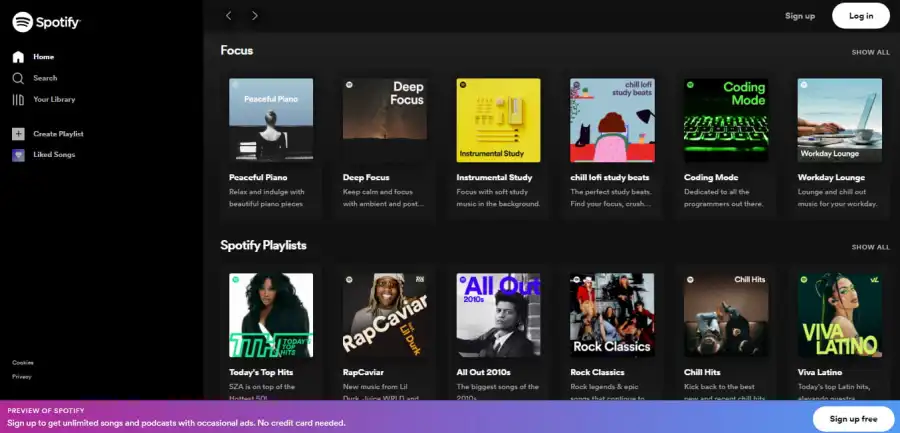 Spotify
Home
Search
Your Library
Create Playlist
Liked Songs
Cookies
Privacy
Sign up
Log in
Focus
SHOW ALL
Peaceful Piano
Deep
Focus
Instrumental Study
chill lofi
study beats
Coding
Mode
Workday Lounge
Peaceful Piano
Relax and indulge with
beautiful piano pieces
Deep Focus
Keep calm and focus
with ambient and post...
Instrumental Study
Focus with soft study
music in the background.
chill lofi study beats
The perfect study beats.
Find your focus, crush...
Coding Mode
Dedicated to all the
programmers out there.
Workday Lounge
Lounge and chill out
music for your workday.
Spotify Playlists
SHOW ALL
TTH TODAY'S
TOP
HITS
RapCaviar
feat. Lil Durk
All Out
2010s
Rock Classics
Chill Hits
VIVA
LATINO
Today's Top Hits
SZA is on top of the
Hottest 50!
RapCaviar
New music from Lil
Durk, Juice WRLD and
All Out 2010s
The biggest songs of the
2010s.
Rock Classics
Rock legends & epic
songs that continue to
Chill Hits
Kick back to the best
new and recent chill hits
Viva Latino
Today's top Latin hits,
elevando nuestra
PREVIEW OF SPOTIFY
Sign up to get unlimited songs and podcasts with occasional ads. No credit card needed.
Sign up free